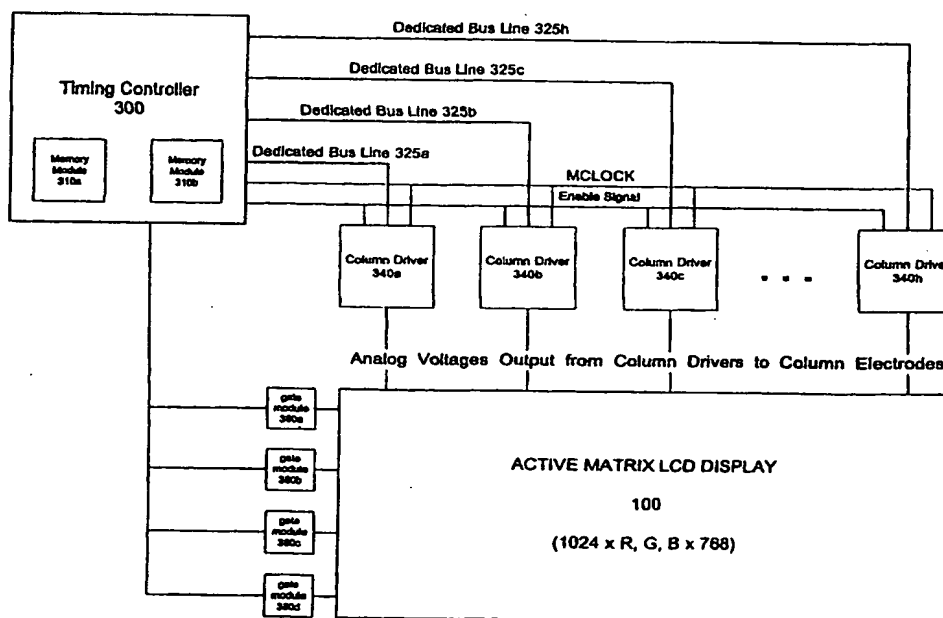 Dedicated Bus Line 325h
Dedicated Bus Line 325c
Dedicated Bus Line 325b
Dedicated Bus Line 325a
Timing Controller
300
Memory
Module
310a
Memory
Module
310b
MCLOCK
Enable Signal
Column Driver
340a
Column Driver
340b
Column Driver
340c
. . .
Column Driver
340h
Analog Voltages Output from Column Drivers to Column Electrodes
gate
module
380a
gate
module
380b
gate
module
380c
gate
module
380d
ACTIVE MATRIX LCD DISPLAY
100
(1024 x R, G, B x 768)